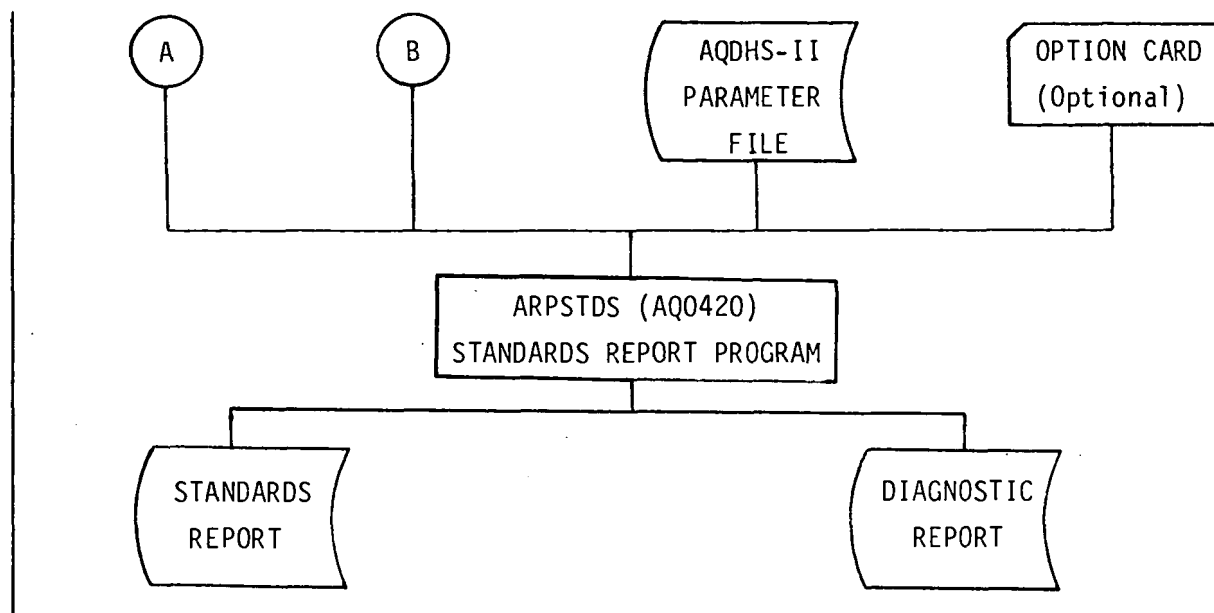 A
B
AQDHS-II
PARAMETER
FILE
OPTION CARD
(Optional)
ARPSTDS (AQ0420)
STANDARDS REPORT PROGRAM
STANDARDS
REPORT
DIAGNOSTIC
REPORT